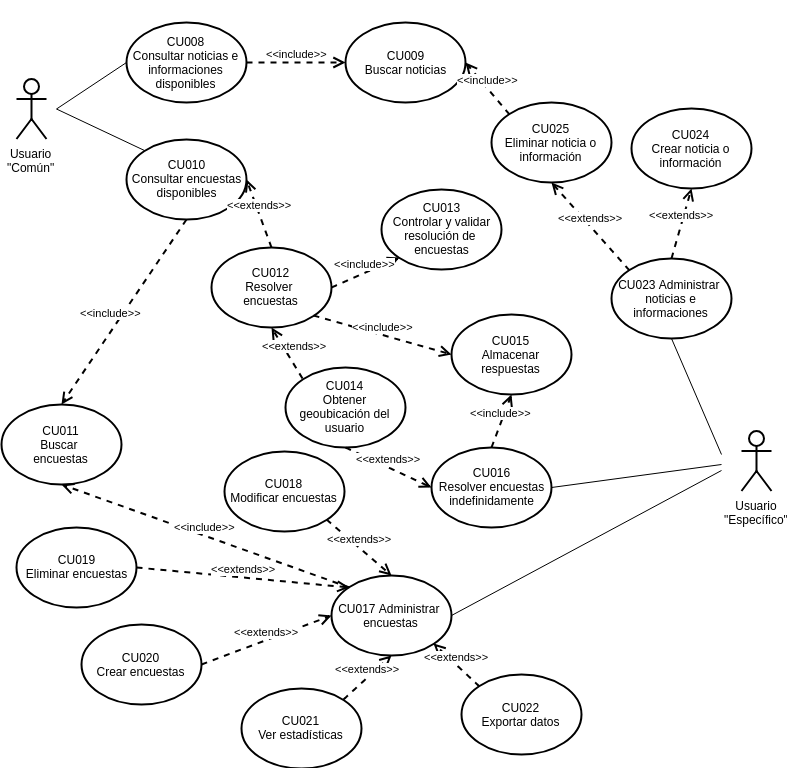 CU008
Consultar noticias e
informaciones
disponibles
<<include>>
CU009
Buscar noticias
<<include>>
Usuario
"Común"
CU010
Consultar encuestas
disponibles
<<extends>>
CU025
Eliminar noticia o
información
CU024
Crear noticia o
información
CU013
Controlar y validar
resolución de
encuestas
<<extends>>
<<extends>>
CU012
Resolver
encuestas
<<include>>
CU023 Administrar
noticias e
informaciones
<<include>>
<<include>>
<<extends>>
CU015
Almacenar
respuestas
CU014
Obtener
geoubicación del
usuario
<<include>>
CU011
Buscar
encuestas
<<extends>>
CU016
Resolver encuestas
indefinidamente
CU018
Modificar encuestas
Usuario
"Específico"
<<include>>
<<extends>>
CU019
Eliminar encuestas
<<extends>>
CU017 Administrar
encuestas
<<extends>>
CU020
Crear encuestas
<<extends>>
<<extends>>
CU021
Ver estadísticas
CU022
Exportar datos